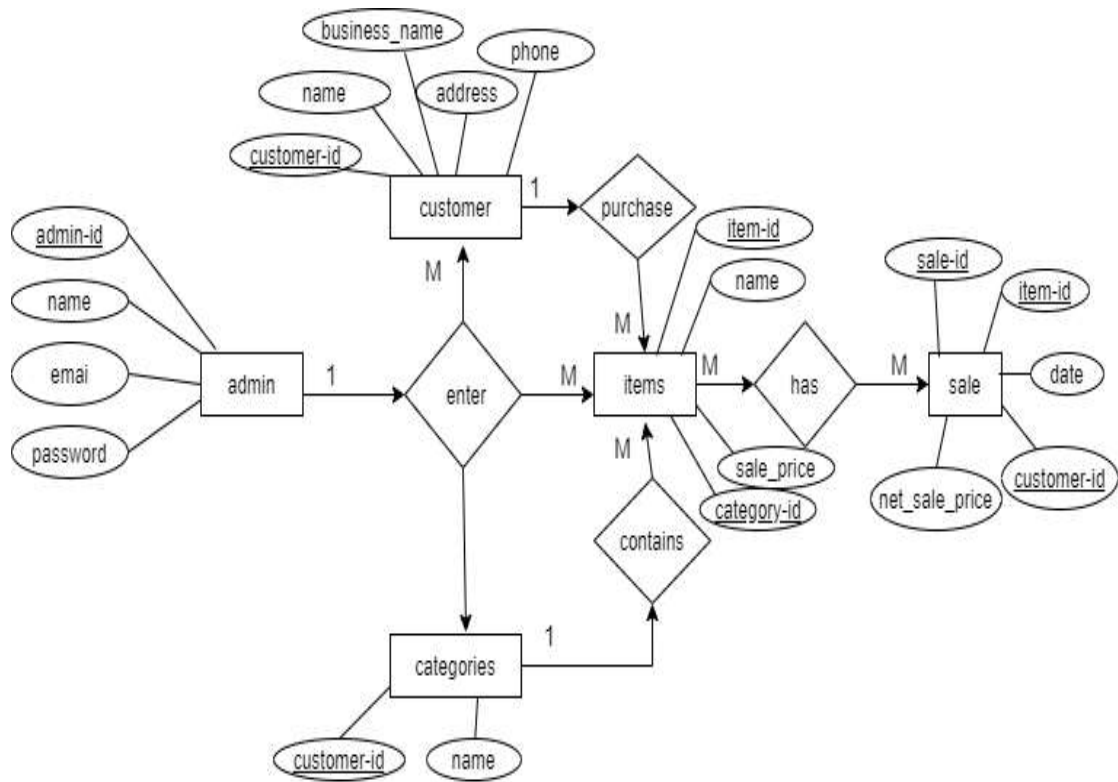 business_name
phone
name
address
customer-id
customer
1
purchase
admin-id
item-id
M
sale-id
name
name
item-id
M
emai
admin
1
enter
M
items
M
has
M
sale
date
password
M
sale_price
customer-id
net_sale_price
category-id
contains
1
categories
customer-id
name